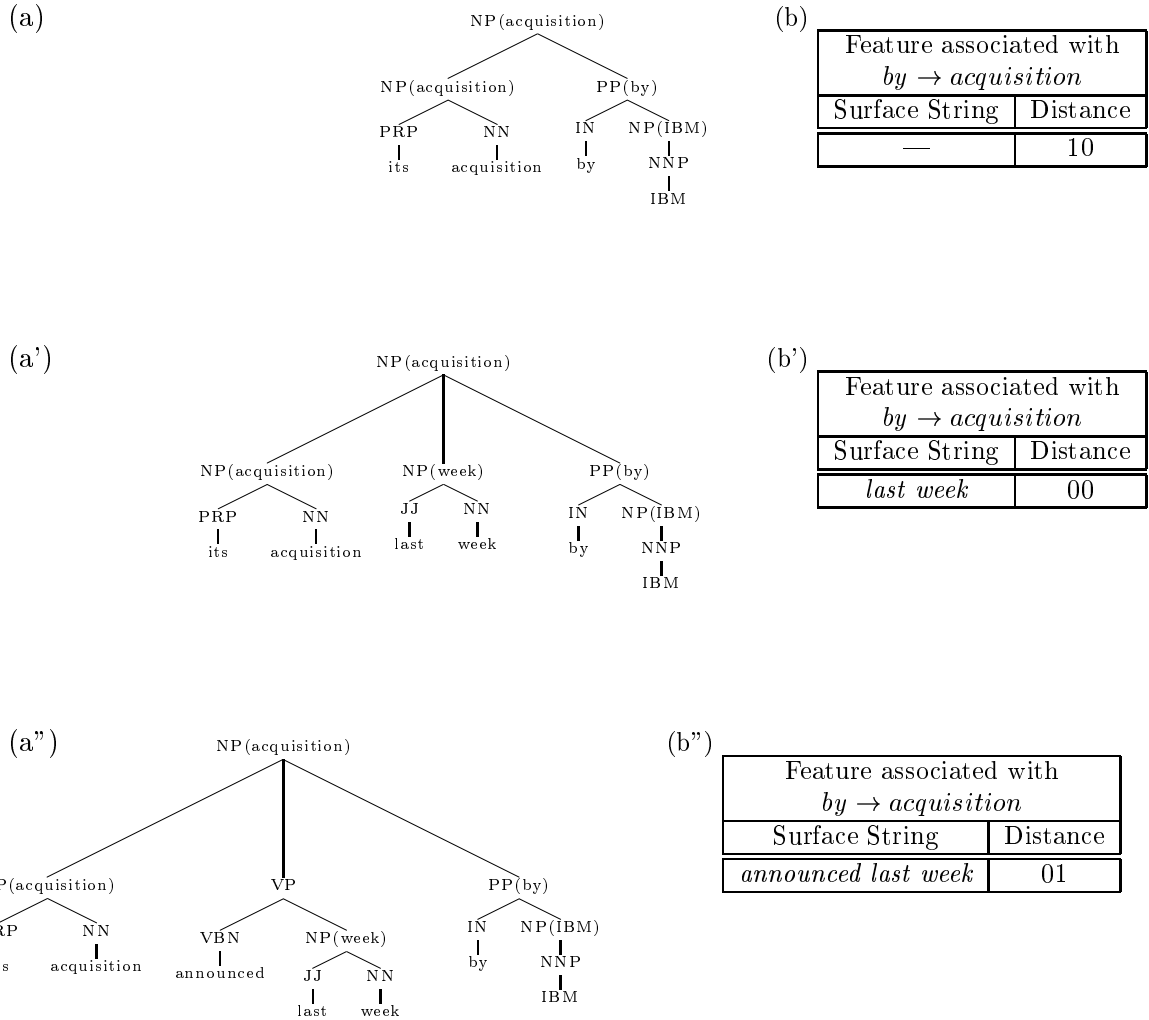 (a)
NP(acquisition)
NP(acquisition) PP(by)
PRP NN IN NP(IBM)
its acquisition by NNP
IBM
(b)
Feature associated with
by → acquisition
Surface String Distance
— 10
(a')
NP(acquisition)
NP(acquisition) NP(week) PP(by)
PRP NN JJ NN IN NP(IBM)
its acquisition last week by NNP
IBM
(b')
Feature associated with
by → acquisition
Surface String Distance
last week 00
(a")
NP(acquisition)
P(acquisition) VP PP(by)
RP NN VBN NP(week) IN NP(IBM)
s acquisition announced JJ NN by NNP
last week IBM
(b")
Feature associated with
by → acquisition
Surface String Distance
announced last week 01